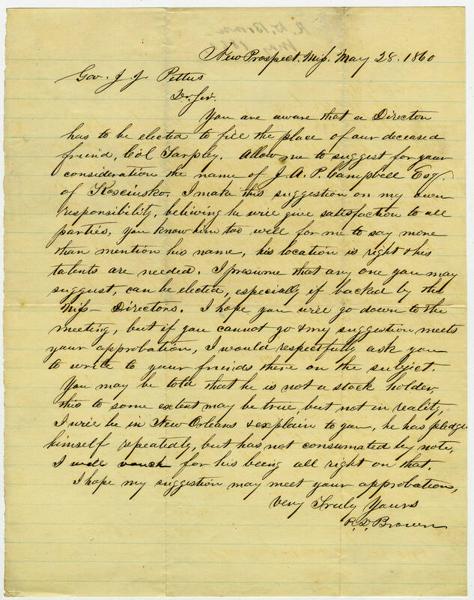 New Prospect, Miſs. May 28. 1860
Gov. J. J. Pettus
Dr. Sir.
You are aware that a Director
has to be elected to fill the place of our deceased
friend, Col Tarpley. Allow me to suggest for your
consideration the name of J. A. P. Campbell Esq.
of Kosciusko. I make this suggestion on my own
responsibility, believing he will give satisfaction to all
parties, you know him too well for me to say more
than mention his name, his location is right & his
talents are needed. I presume that any one you may
suggest, can be elected, especially if backed by the
Miſs Directors. I hope you will go down to the
meeting, but if you cannot go & my suggestion meets
your approbation, I would respectfully ask you
to write to your friends there on the subject.
You may be told that he is not a stock holder
this to some extent may be true but not in reality,
I will be in New Orleans & explain to you, he has pledged
himself repeatedly, but has not consumated by note,
I will vouch for his being all right on that.
I hope my suggestion may meet your approbation,
Very Truly Yours
R. D. Brown